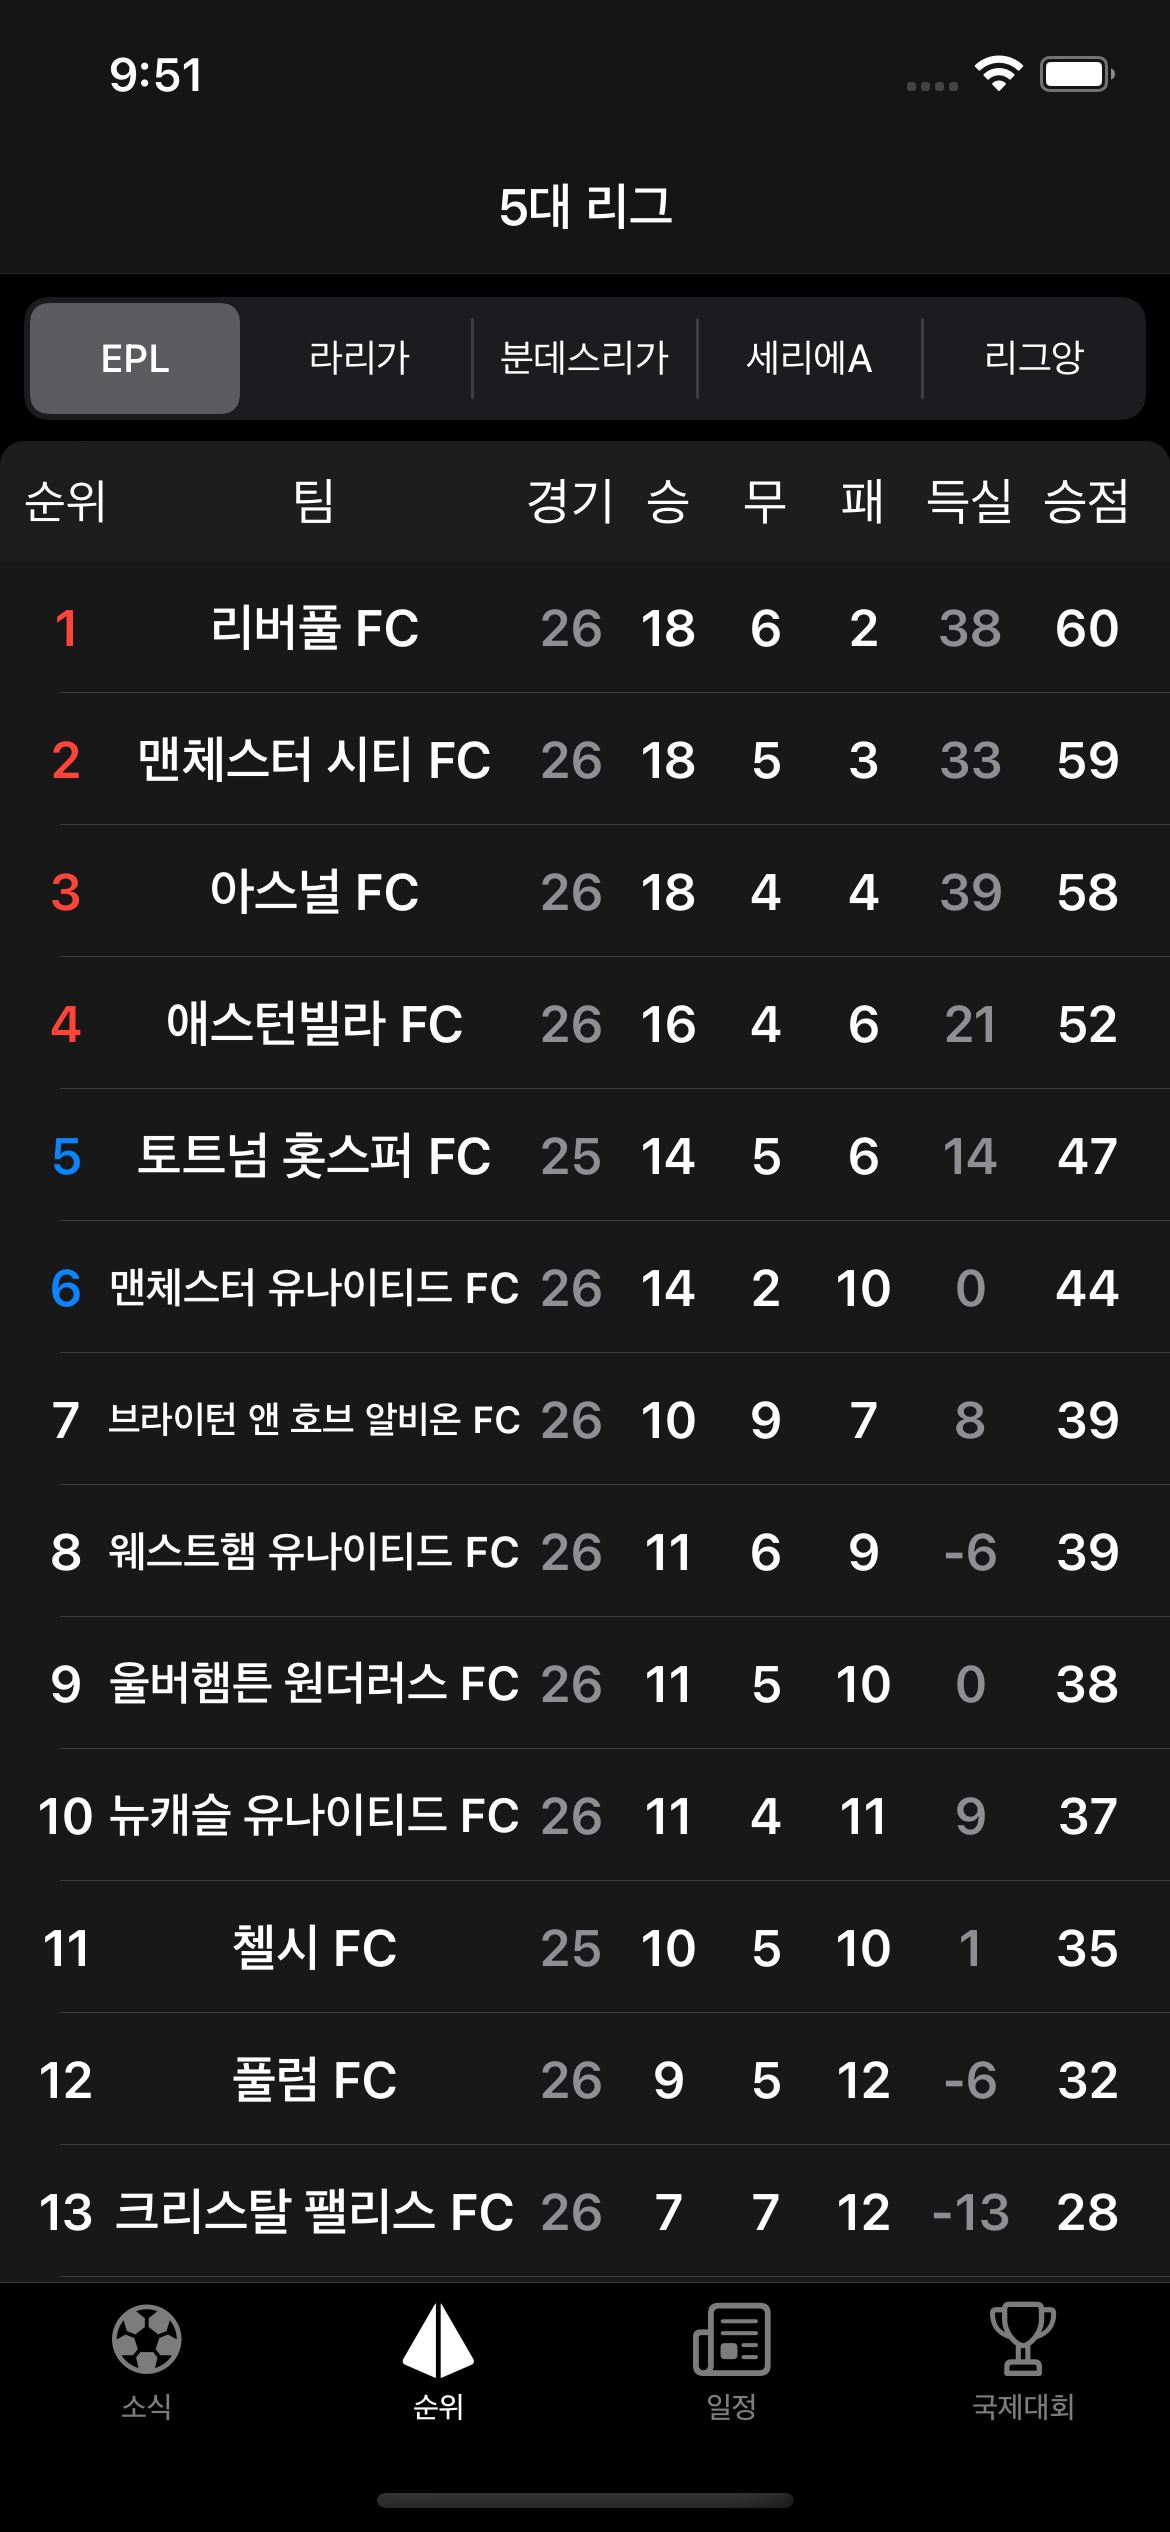 9:51
5대 리그
EPL 라리가 분데스리가 세리에A 리그앙
순위 팀 경기 승 무 패 득실 승점
1 리버풀 FC 26 18 6 2 38 60
2 맨체스터 시티 FC 26 18 5 3 33 59
3 아스널 FC 26 18 4 4 39 58
4 애스턴빌라 FC 26 16 4 6 21 52
5 토트넘 홋스퍼 FC 25 14 5 6 14 47
6 맨체스터 유나이티드 FC 26 14 2 10 0 44
7 브라이턴 앤 호브 알비온 FC 26 10 9 7 8 39
8 웨스트햄 유나이티드 FC 26 11 6 9 -6 39
9 울버햄튼 원더러스 FC 26 11 5 10 0 38
10 뉴캐슬 유나이티드 FC 26 11 4 11 9 37
11 첼시 FC 25 10 5 10 1 35
12 풀럼 FC 26 9 5 12 -6 32
13 크리스탈 팰리스 FC 26 7 7 12 -13 28
소식 순위 일정 국제대회